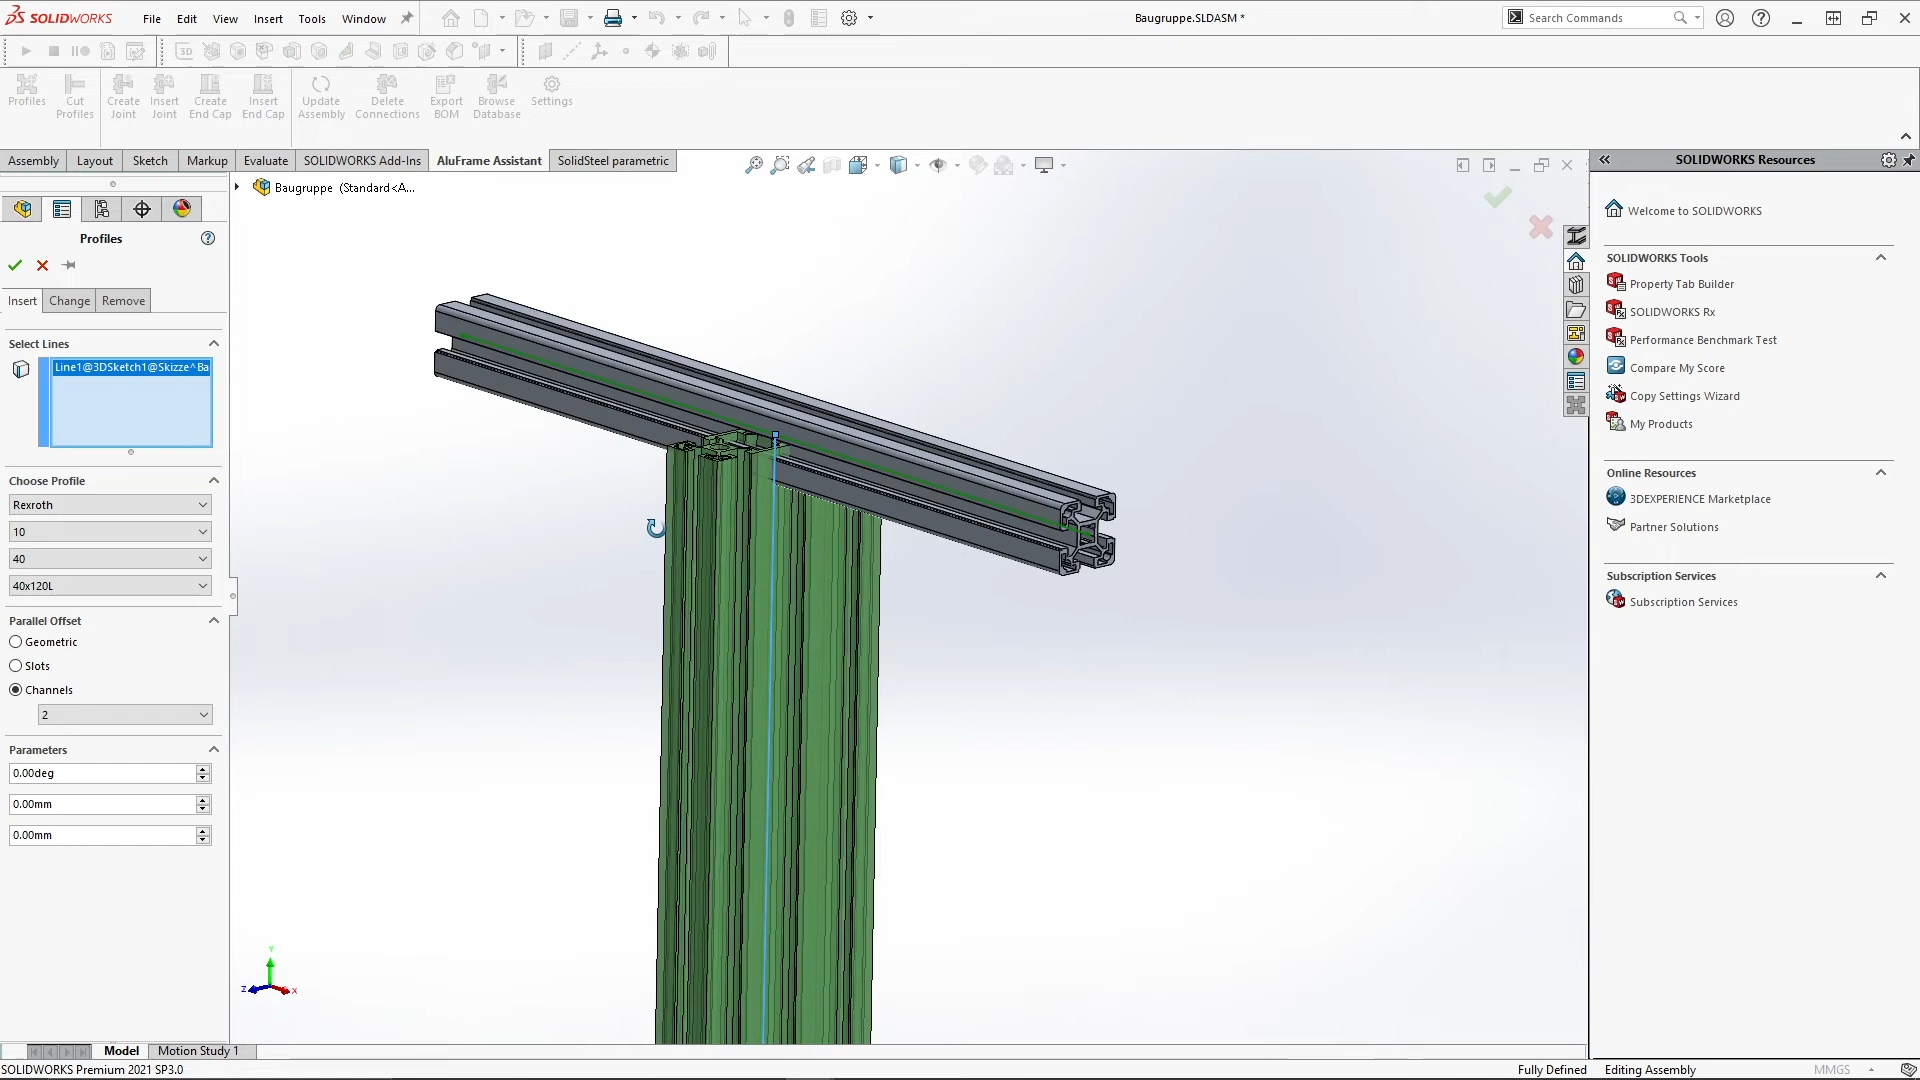 SOLIDWORKS
File Edit View Insert Tools Window
Baugruppe.SLDASM *
Search Commands
3D
Profiles
Cut
Profiles
Create
Joint
Insert
Joint
Create
End Cap
Insert
End Cap
Update
Assembly
Delete
Connections
Export
BOM
Browse
Database
Settings
Assembly Layout Sketch Markup Evaluate SOLIDWORKS Add-Ins AluFrame Assistant SolidSteel parametric
Baugruppe (Standard<A...
Profiles
Insert Change Remove
Select Lines
Line1@3DSketch1@Skizze^Ba
Choose Profile
Rexroth
10
40
40x120L
Parallel Offset
Geometric
Slots
Channels
2
Parameters
0.00deg
0.00mm
0.00mm
Y
Z
X
SOLIDWORKS Resources
Welcome to SOLIDWORKS
SOLIDWORKS Tools
Property Tab Builder
SOLIDWORKS Rx
Performance Benchmark Test
Compare My Score
Copy Settings Wizard
My Products
Online Resources
3DEXPERIENCE Marketplace
Partner Solutions
Subscription Services
Subscription Services
Model Motion Study 1
SOLIDWORKS Premium 2021 SP3.0
Fully Defined Editing Assembly MMGS